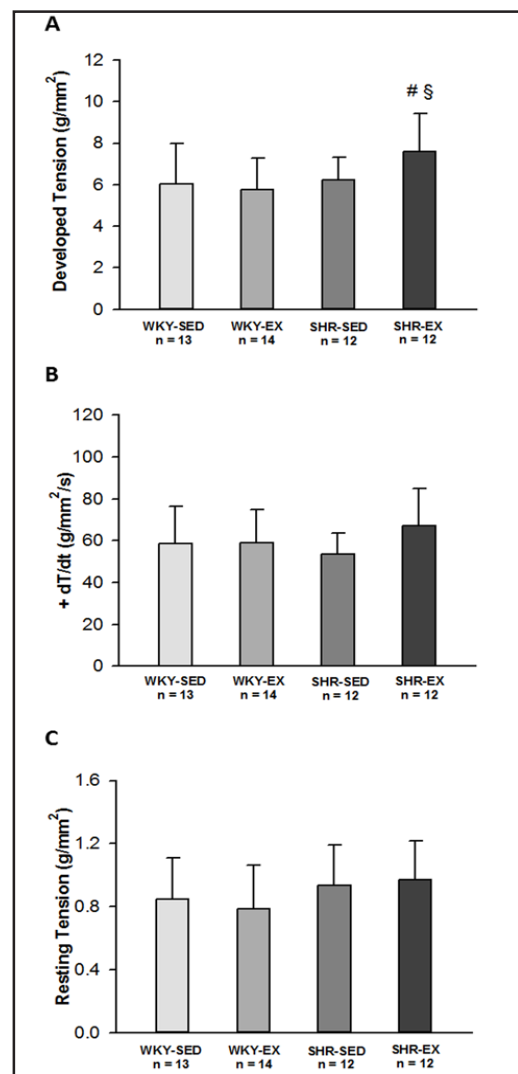 A
Developed Tension (g/mm²)
12
10
8
6
4
2
0
# §
WKY-SED WKY-EX SHR-SED SHR-EX
n = 13 n = 14 n = 12 n = 12
B
+ dT/dt (g/mm²/s)
120
100
80
60
40
20
0
WKY-SED WKY-EX SHR-SED SHR-EX
n = 13 n = 14 n = 12 n = 12
C
Resting Tension (g/mm²)
1.6
1.2
0.8
0.4
0.0
WKY-SED WKY-EX SHR-SED SHR-EX
n = 13 n = 14 n = 12 n = 12